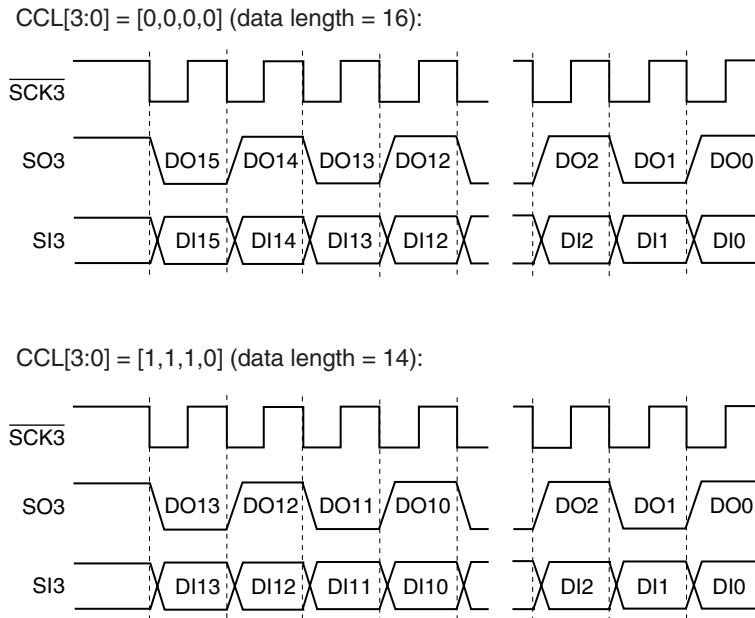 CCL[3:0] = [0,0,0,0] (data length = 16):
SCK3
SO3 DO15 DO14 DO13 DO12 DO2 DO1 DO0
SI3 DI15 DI14 DI13 DI12 DI2 DI1 DI0
CCL[3:0] = [1,1,1,0] (data length = 14):
SCK3
SO3 DO13 DO12 DO11 DO10 DO2 DO1 DO0
SI3 DI13 DI12 DI11 DI10 DI2 DI1 DI0